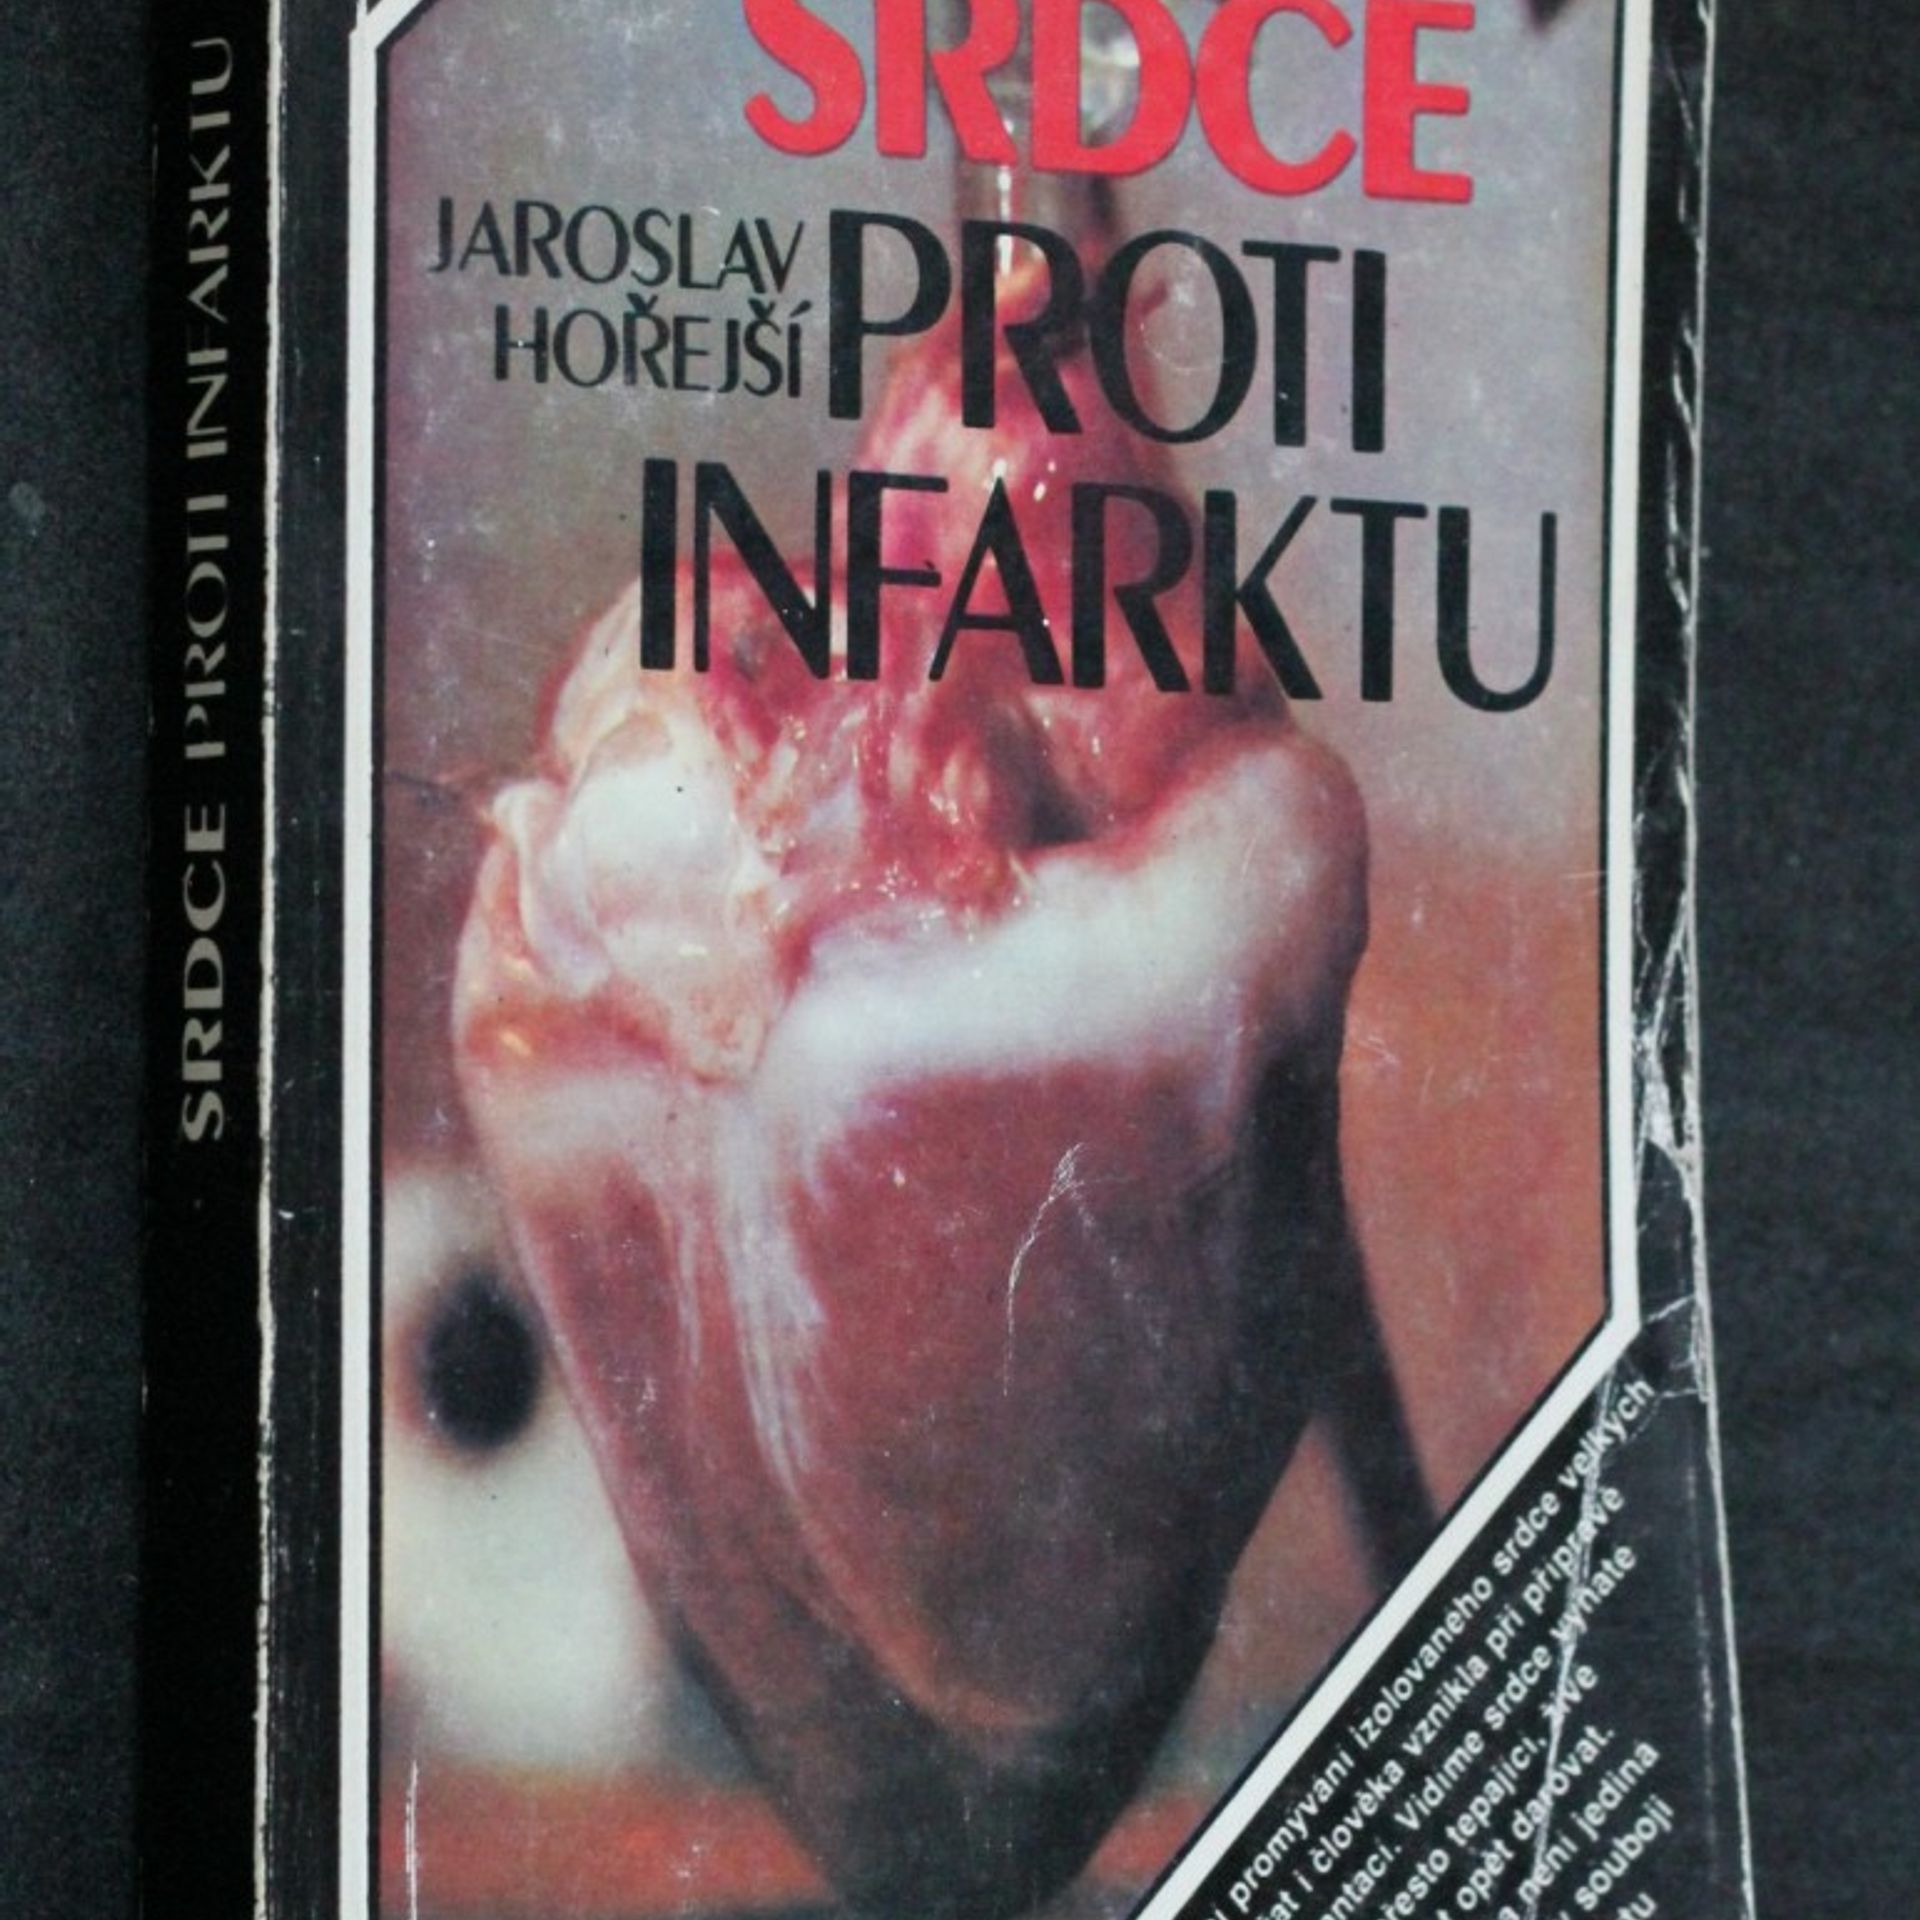 SRDCE
JAROSLAV
HOŘEJŠÍ
PROTI
INFARKTU
SRDCE PROTI INFARKTU
promývání izolovaného srdce velkých
i člověka vznikla při přípravě
Vidíme srdce vyňaté
tepající, živé
opět darovat.
není jediná
souboji